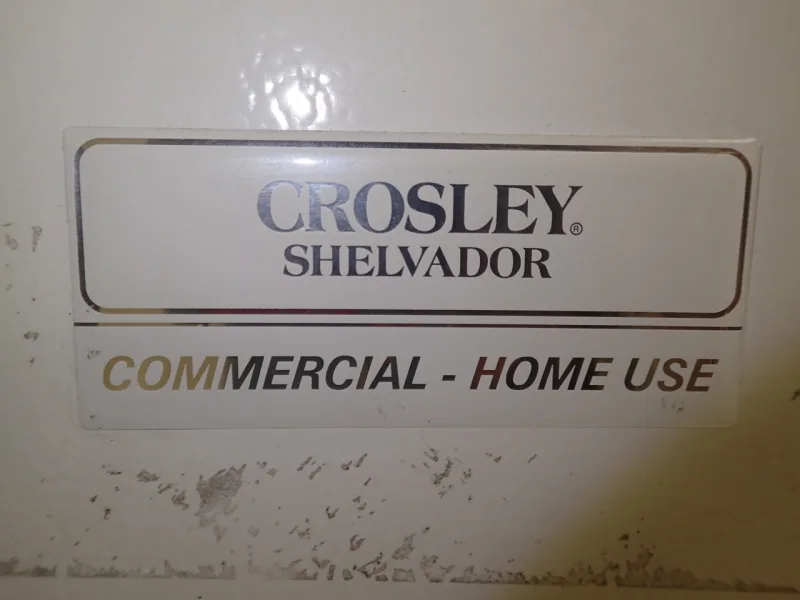 CROSLEY®
SHELVADOR
COMMERCIAL - HOME USE